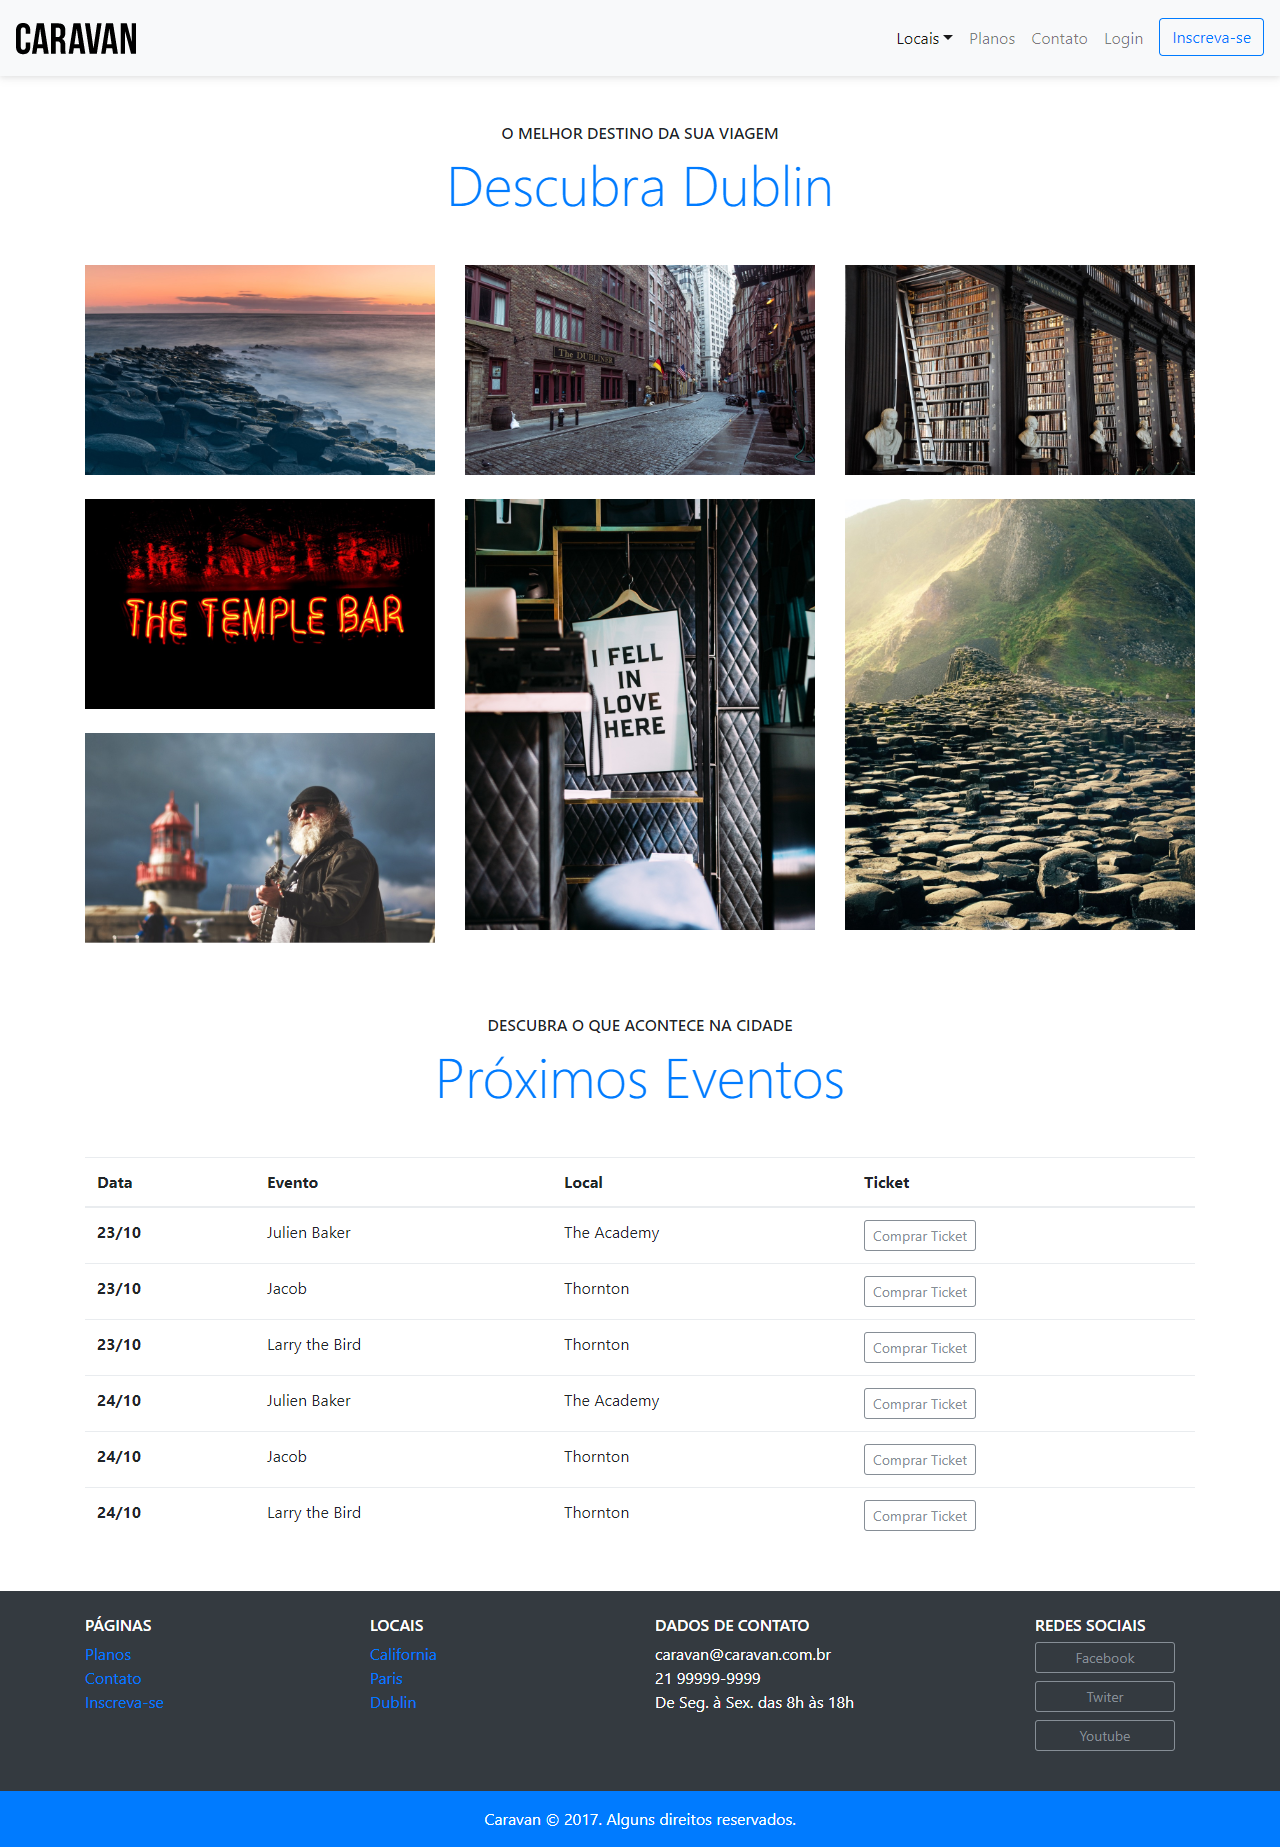 CARAVAN
Locais Planos Contato Login Inscreva-se
O MELHOR DESTINO DA SUA VIAGEM
Descubra Dublin
The DUBLINER
THE TEMPLE BAR
I FELL
IN
LOVE
HERE
DESCUBRA O QUE ACONTECE NA CIDADE
Próximos Eventos
Data Evento Local Ticket
23/10 Julien Baker The Academy Comprar Ticket
23/10 Jacob Thornton Comprar Ticket
23/10 Larry the Bird Thornton Comprar Ticket
24/10 Julien Baker The Academy Comprar Ticket
24/10 Jacob Thornton Comprar Ticket
24/10 Larry the Bird Thornton Comprar Ticket
PÁGINAS LOCAIS DADOS DE CONTATO REDES SOCIAIS
Planos California caravan@caravan.com.br Facebook
Contato Paris 21 99999-9999 Twiter
Inscreva-se Dublin De Seg. à Sex. das 8h às 18h Youtube
Caravan © 2017. Alguns direitos reservados.